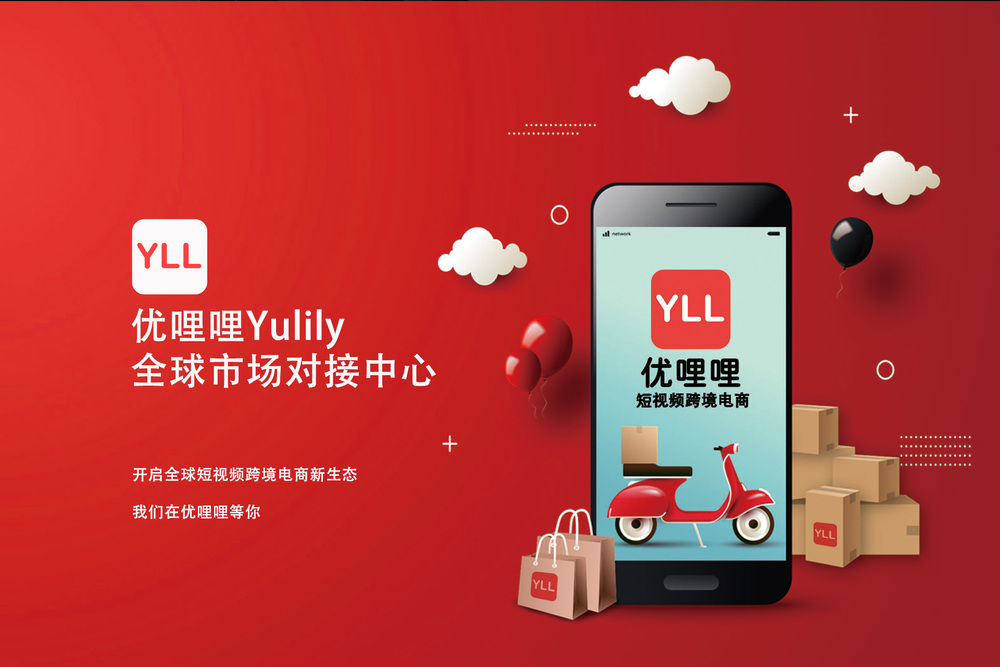 YLL
优哩哩Yulily
全球市场对接中心
开启全球短视频跨境电商新生态
我们在优哩哩等你
network
YLL
优哩哩
短视频跨境电商
YLL
YLL